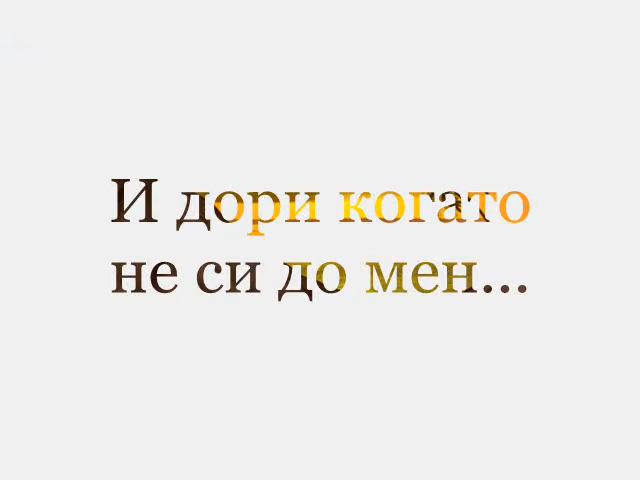 И дори когато
не си до мен...